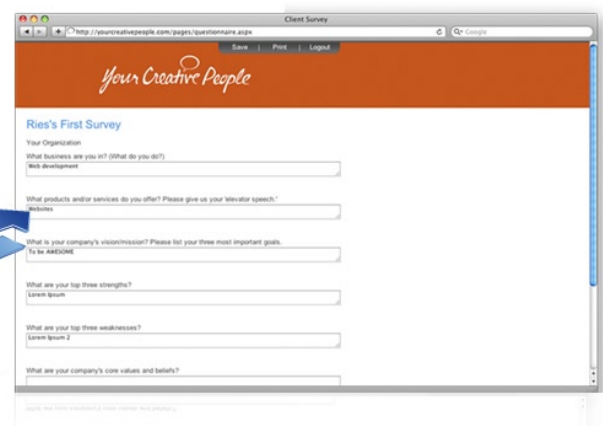 Client Survey
http://yourcreativepeople.com/pages/questionnaire.aspx
Google
Save | Print | Logout
Your Creative People
Ries's First Survey
Your Organization
What business are you in? (What do you do?)
Web development
What products and/or services do you offer? Please give us your 'elevator speech.'
Websites
What is your company's vision/mission? Please list your three most important goals.
To be AWESOME
What are your top three strengths?
Lorem Ipsum
What are your top three weaknesses?
Lorem Ipsum 2
What are your company's core values and beliefs?